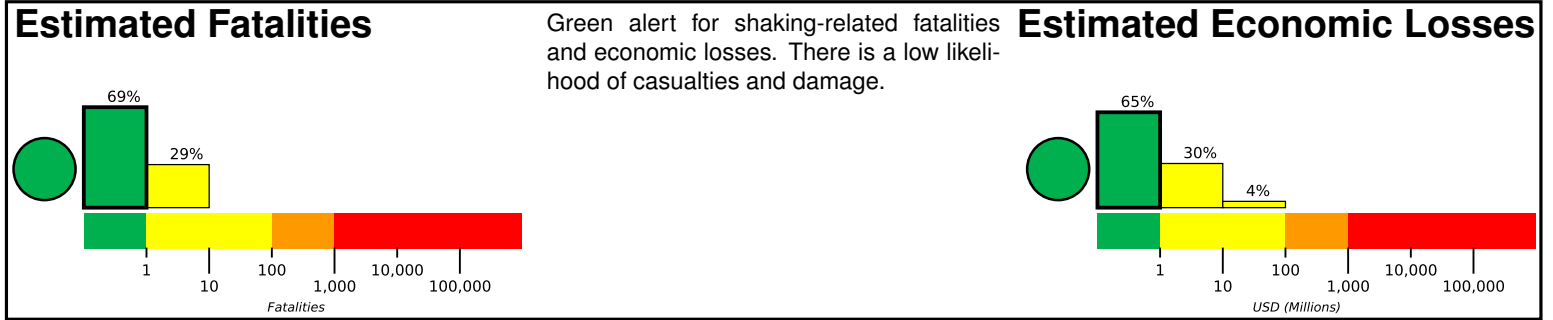 Estimated Fatalities
69%
29%
1
10
100
1,000
10,000
100,000
Fatalities
Green alert for shaking-related fatalities
and economic losses. There is a low likeli-
hood of casualties and damage.
Estimated Economic Losses
65%
30%
4%
1
10
100
1,000
10,000
100,000
USD (Millions)